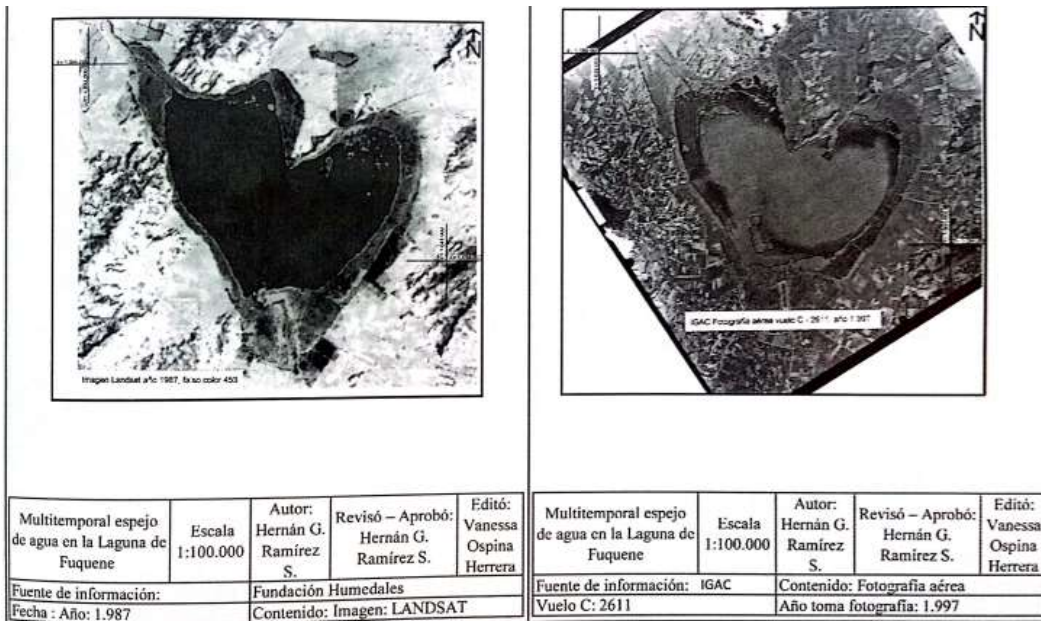 N
Imagen Landsat año 1987, falso color 453
Multitemporal espejo
de agua en la Laguna de
Fuquene
Escala
1:100.000
Autor:
Hernán G.
Ramírez
S.
Revisó – Aprobó:
Hernán G.
Ramírez S.
Editó:
Vanessa
Ospina
Herrera
Fuente de información:
Fundación Humedales
Fecha : Año: 1.987
Contenido: Imagen: LANDSAT
N
IGAC Fotografía aérea vuelo C - 2611, año 1.997
Multitemporal espejo
de agua en la Laguna de
Fuquene
Escala
1:100.000
Autor:
Hernán G.
Ramírez
S.
Revisó – Aprobó:
Hernán G.
Ramírez S.
Editó:
Vanessa
Ospina
Herrera
Fuente de información: IGAC
Contenido: Fotografía aérea
Vuelo C: 2611
Año toma fotografía: 1.997